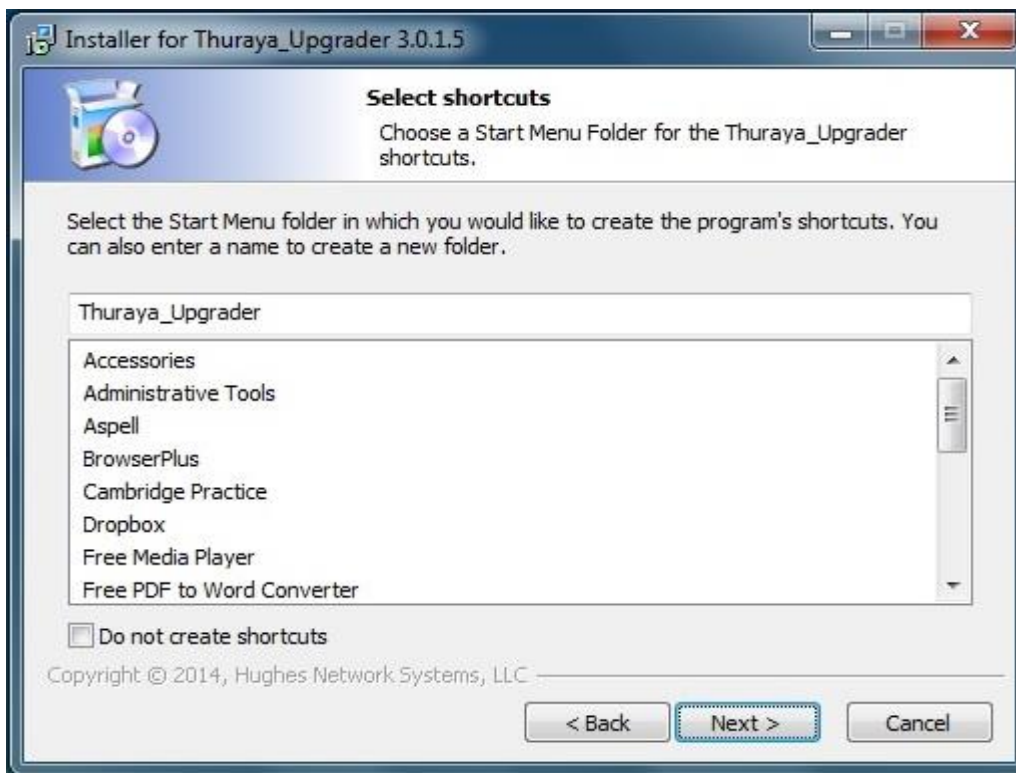 Installer for Thuraya_Upgrader 3.0.1.5
Select shortcuts
Choose a Start Menu Folder for the Thuraya_Upgrader
shortcuts.
Select the Start Menu folder in which you would like to create the program's shortcuts. You
can also enter a name to create a new folder.
Thuraya_Upgrader
Accessories
Administrative Tools
Aspell
BrowserPlus
Cambridge Practice
Dropbox
Free Media Player
Free PDF to Word Converter
Do not create shortcuts
Copyright © 2014, Hughes Network Systems, LLC
< Back
Next >
Cancel